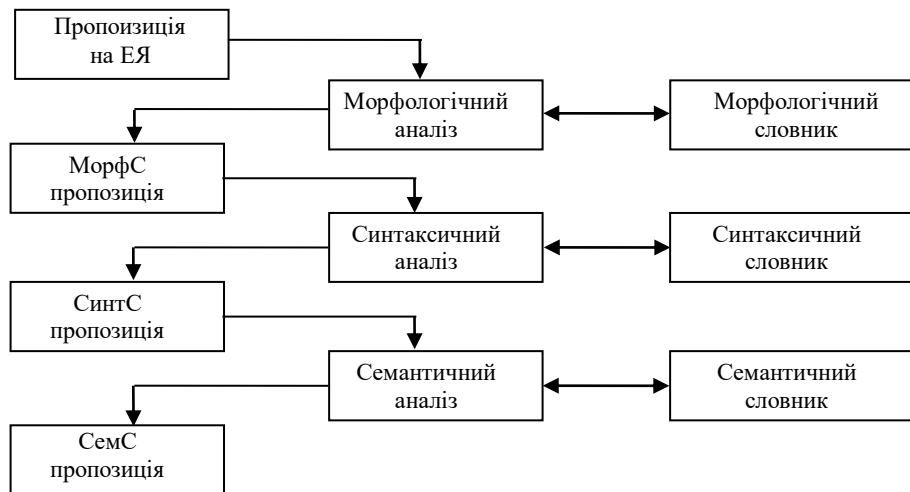 Пропоизиція
на ЕЯ
Морфологічний
аналіз
Морфологічний
словник
МорфС
пропозиція
Синтаксичний
аналіз
Синтаксичний
словник
СинтС
пропозиція
Семантичний
аналіз
Семантичний
словник
СемС
пропозиція